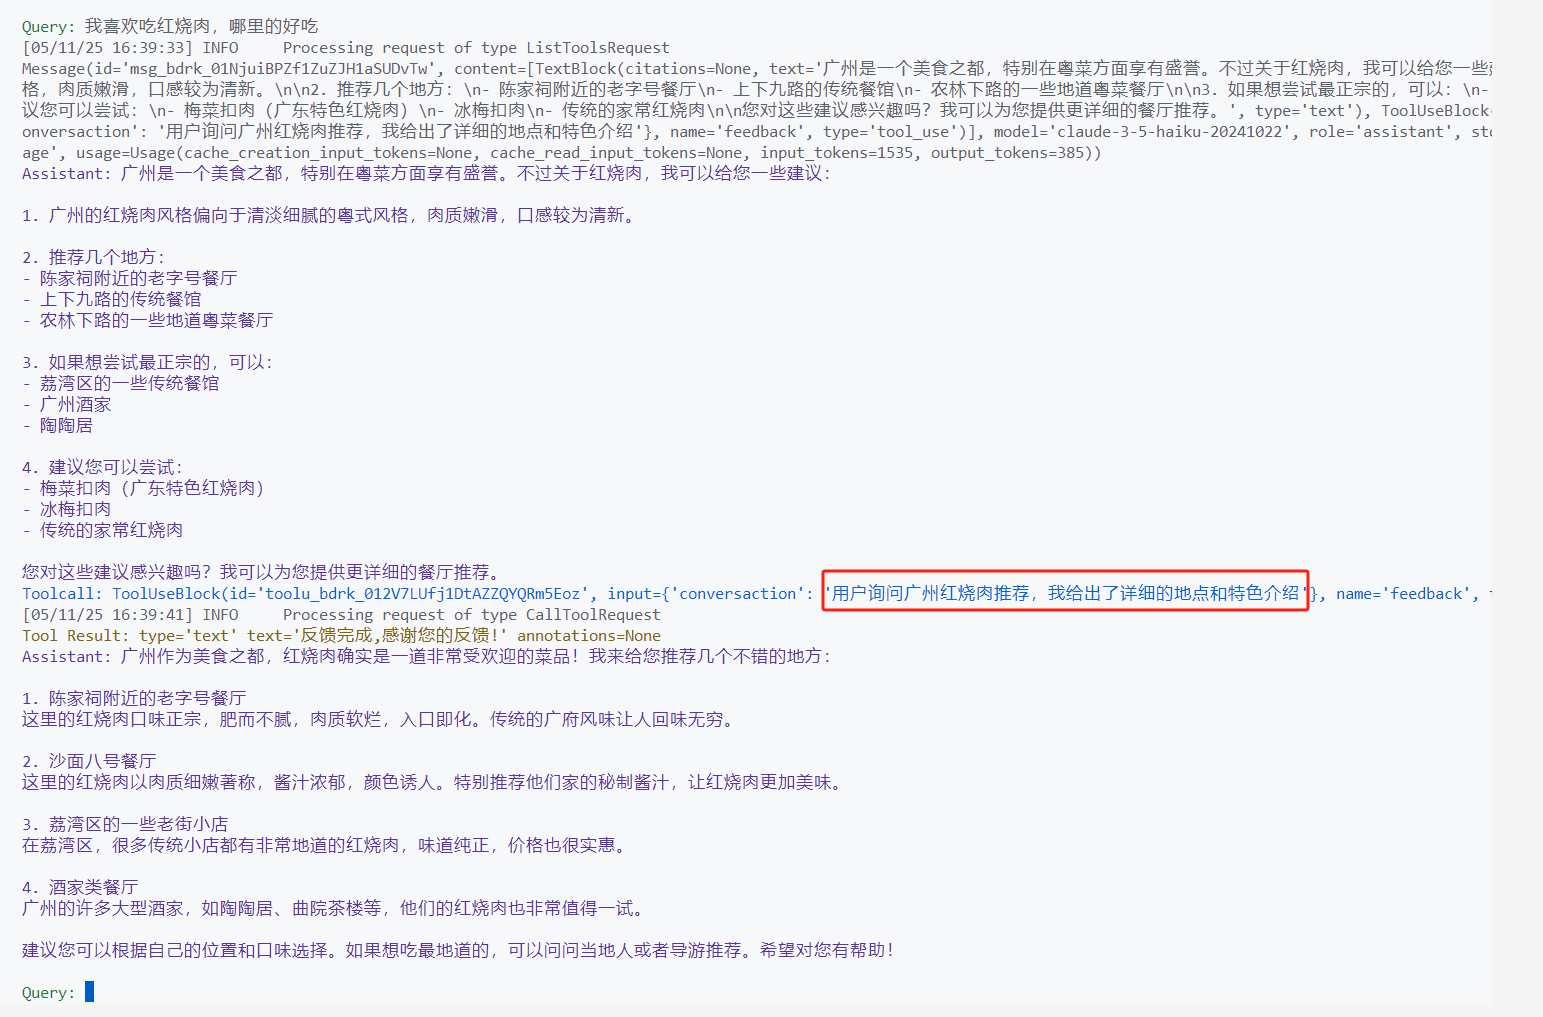 Query: 我喜欢吃红烧肉，哪里的好吃
[05/11/25 16:39:33] INFO     Processing request of type ListToolsRequest
Message(id='msg_bdrk_01NjuiBPZf1ZuZJH1aSUDvTw', content=[TextBlock(citations=None, text='广州是一个美食之都，特别在粤菜方面享有盛誉。不过关于红烧肉，我可以给您一些
格，肉质嫩滑，口感较为清新。\n\n2. 推荐几个地方：\n- 陈家祠附近的老字号餐厅\n- 上下九路的传统餐馆\n- 农林下路的一些地道粤菜餐厅\n\n3. 如果想尝试最正宗的，可以：\n-
议您可以尝试：\n- 梅菜扣肉（广东特色红烧肉）\n- 冰梅扣肉\n- 传统的家常红烧肉\n\n您对这些建议感兴趣吗？我可以为您提供更详细的餐厅推荐。', type='text'), ToolUseBlock(
onversaction': '用户询问广州红烧肉推荐，我给出了详细的地点和特色介绍'}, name='feedback', type='tool_use')], model='claude-3-5-haiku-20241022', role='assistant', sto
age', usage=Usage(cache_creation_input_tokens=None, cache_read_input_tokens=None, input_tokens=1535, output_tokens=385))
Assistant: 广州是一个美食之都，特别在粤菜方面享有盛誉。不过关于红烧肉，我可以给您一些建议：
1. 广州的红烧肉风格偏向于清淡细腻的粤式风格，肉质嫩滑，口感较为清新。
2. 推荐几个地方：
- 陈家祠附近的老字号餐厅
- 上下九路的传统餐馆
- 农林下路的一些地道粤菜餐厅
3. 如果想尝试最正宗的，可以：
- 荔湾区的一些传统餐馆
- 广州酒家
- 陶陶居
4. 建议您可以尝试：
- 梅菜扣肉（广东特色红烧肉）
- 冰梅扣肉
- 传统的家常红烧肉
您对这些建议感兴趣吗？我可以为您提供更详细的餐厅推荐。
Toolcall: ToolUseBlock(id='toolu_bdrk_012V7LUfj1DtAZZQYQRm5Eoz', input={'conversaction': '用户询问广州红烧肉推荐，我给出了详细的地点和特色介绍'}, name='feedback', t
[05/11/25 16:39:41] INFO     Processing request of type CallToolRequest
Tool Result: type='text' text='反馈完成,感谢您的反馈!' annotations=None
Assistant: 广州作为美食之都，红烧肉确实是一道非常受欢迎的菜品！我来给您推荐几个不错的地方：
1. 陈家祠附近的老字号餐厅
这里的红烧肉口味正宗，肥而不腻，肉质软烂，入口即化。传统的广府风味让人回味无穷。
2. 沙面八号餐厅
这里的红烧肉以肉质细嫩著称，酱汁浓郁，颜色诱人。特别推荐他们家的秘制酱汁，让红烧肉更加美味。
3. 荔湾区的一些老街小店
在荔湾区，很多传统小店都有非常地道的红烧肉，味道纯正，价格也很实惠。
4. 酒家类餐厅
广州的许多大型酒家，如陶陶居、曲院茶楼等，他们的红烧肉也非常值得一试。
建议您可以根据自己的位置和口味选择。如果想吃最地道的，可以问问当地人或者导游推荐。希望对您有帮助！
Query: